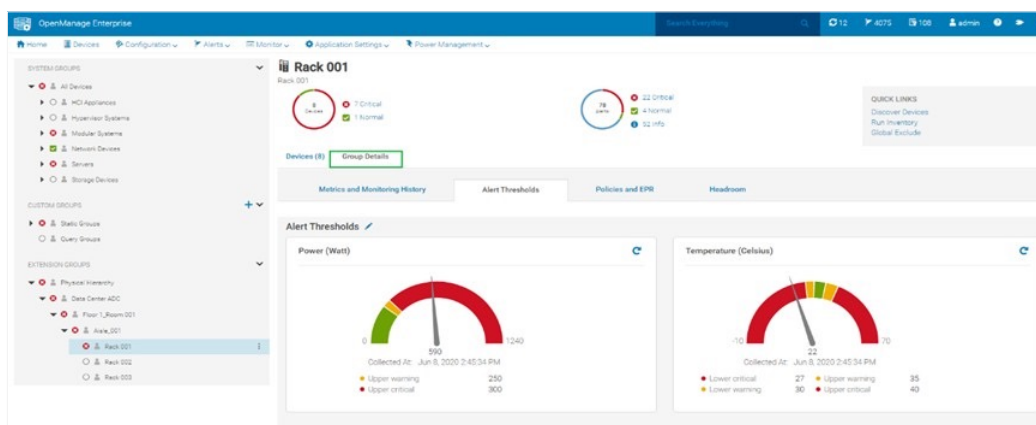 OpenManage Enterprise
Search Everything
12
4075
108
admin
Home Devices Configuration Alerts Monitor Application Settings Power Management
SYSTEM GROUPS
All Devices
HCI Appliances
Hypervisor Systems
Modular Systems
Network Devices
Servers
Storage Devices
CUSTOM GROUPS
Static Groups
Query Groups
EXTENSION GROUPS
Physical Hierarchy
Data Center ADC
Floor 1_Room 001
Aisle_001
Rack 001
Rack 002
Rack 003
Rack 001
Rack 001
8
Devices
7 Critical
1 Normal
78
Alerts
22 Critical
4 Normal
52 Info
QUICK LINKS
Discover Devices
Run Inventory
Global Exclude
Devices (8) Group Details
Metrics and Monitoring History Alert Thresholds Policies and EPR Headroom
Alert Thresholds
Power (Watt)
0
1240
590
Collected At: Jun 8, 2020 2:45:34 PM
Upper warning 250
Upper critical 300
Temperature (Celsius)
-10
70
22
Collected At: Jun 8, 2020 2:45:34 PM
Lower critical 27 Upper warning 35
Lower warning 30 Upper critical 40